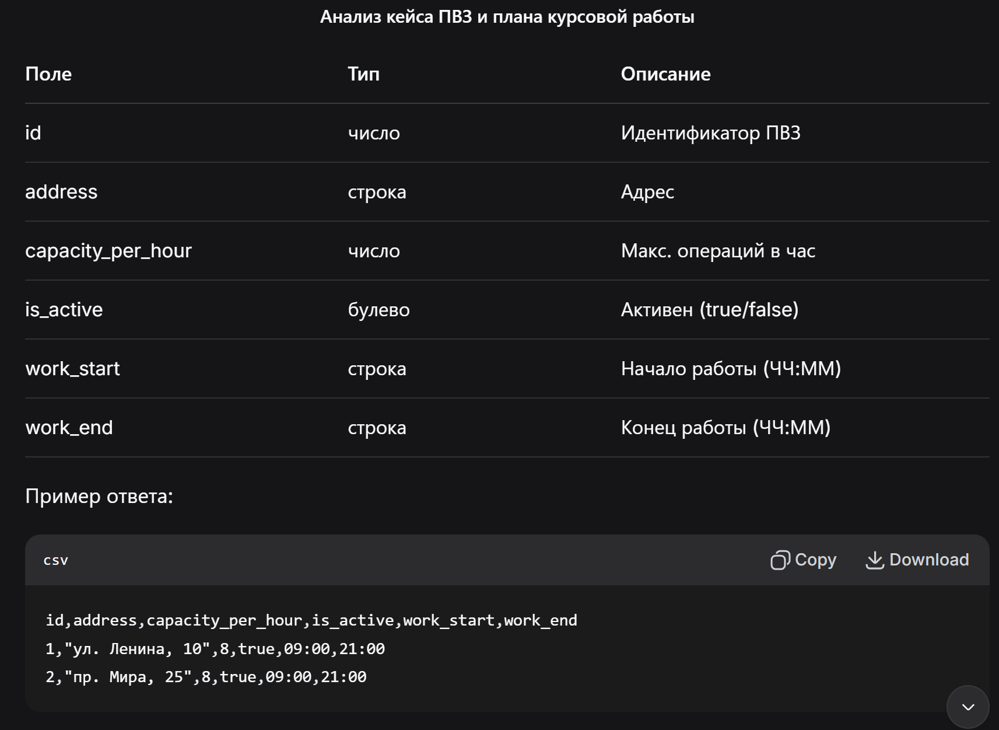 Анализ кейса ПВЗ и плана курсовой работы
Поле Тип Описание
id число Идентификатор ПВЗ
address строка Адрес
capacity_per_hour число Макс. операций в час
is_active булево Активен (true/false)
work_start строка Начало работы (ЧЧ:ММ)
work_end строка Конец работы (ЧЧ:ММ)
Пример ответа:
csv Copy Download
id,address,capacity_per_hour,is_active,work_start,work_end
1,"ул. Ленина, 10",8,true,09:00,21:00
2,"пр. Мира, 25",8,true,09:00,21:00